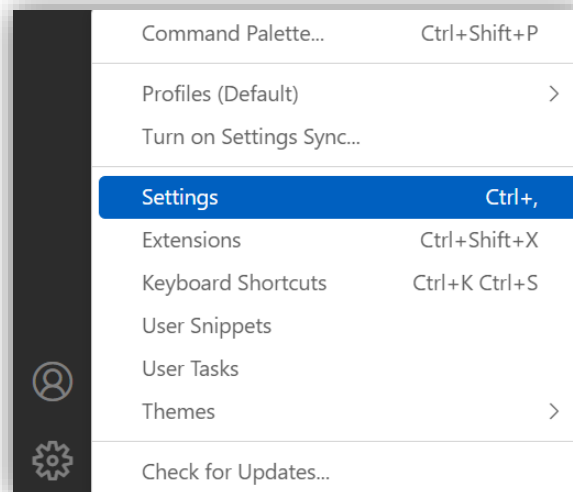 Command Palette... Ctrl+Shift+P
Profiles (Default)
Turn on Settings Sync...
Settings Ctrl+,
Extensions Ctrl+Shift+X
Keyboard Shortcuts Ctrl+K Ctrl+S
User Snippets
User Tasks
Themes
Check for Updates...